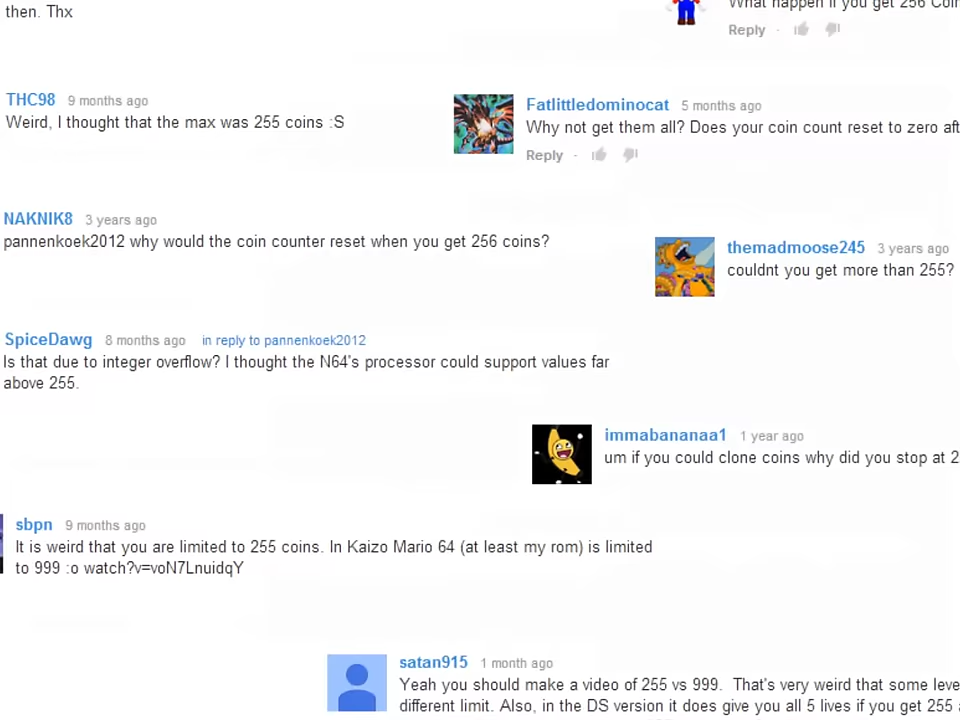 then. Thx
What happen if you get 256
Reply ·
THC98 9 months ago
Weird, I thought that the max was 255 coins :S
Fatlittledominocat 5 months ago
Why not get them all? Does your coin count reset to zero
Reply ·
NAKNIK8 3 years ago
pannenkoek2012 why would the coin counter reset when you get 256 coins?
themadmoose245 3 years ago
couldnt you get more than 255?
SpiceDawg 8 months ago in reply to pannenkoek2012
Is that due to integer overflow? I thought the N64's processor could support values far
above 255.
immabananaa1 1 year ago
um if you could clone coins why did you stop at
sbpn 9 months ago
It is weird that you are limited to 255 coins. In Kaizo Mario 64 (at least my rom) is limited
to 999 :o watch?v=voN7LnuidqY
satan915 1 month ago
Yeah you should make a video of 255 vs 999. That's very weird that some
different limit. Also, in the DS version it does give you all 5 lives if you get 255